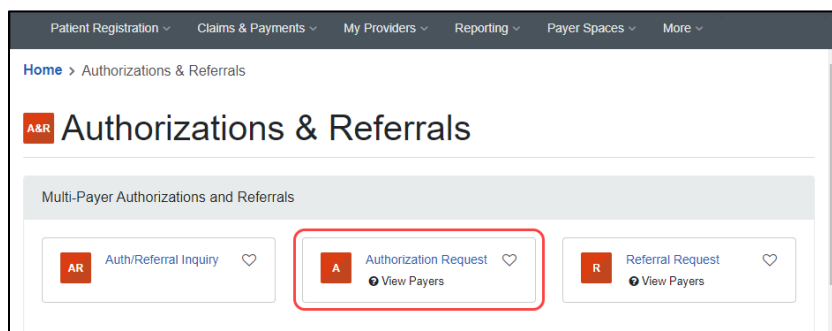 Patient Registration Claims & Payments My Providers Reporting Payer Spaces More
Home > Authorizations & Referrals
A&R Authorizations & Referrals
Multi-Payer Authorizations and Referrals
AR Auth/Referral Inquiry A Authorization Request R Referral Request
? View Payers ? View Payers